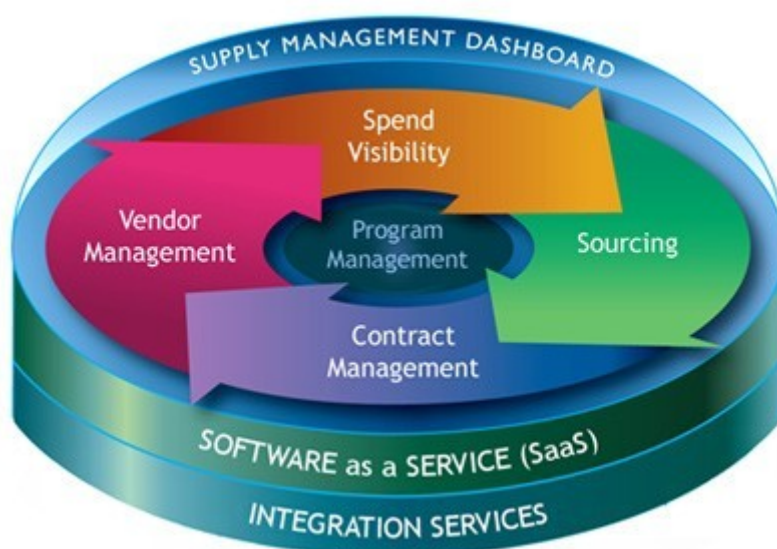 SUPPLY MANAGEMENT DASHBOARD
Spend
Visibility
Vendor
Management
Program
Management
Sourcing
Contract
Management
SOFTWARE as a SERVICE (SaaS)
INTEGRATION SERVICES